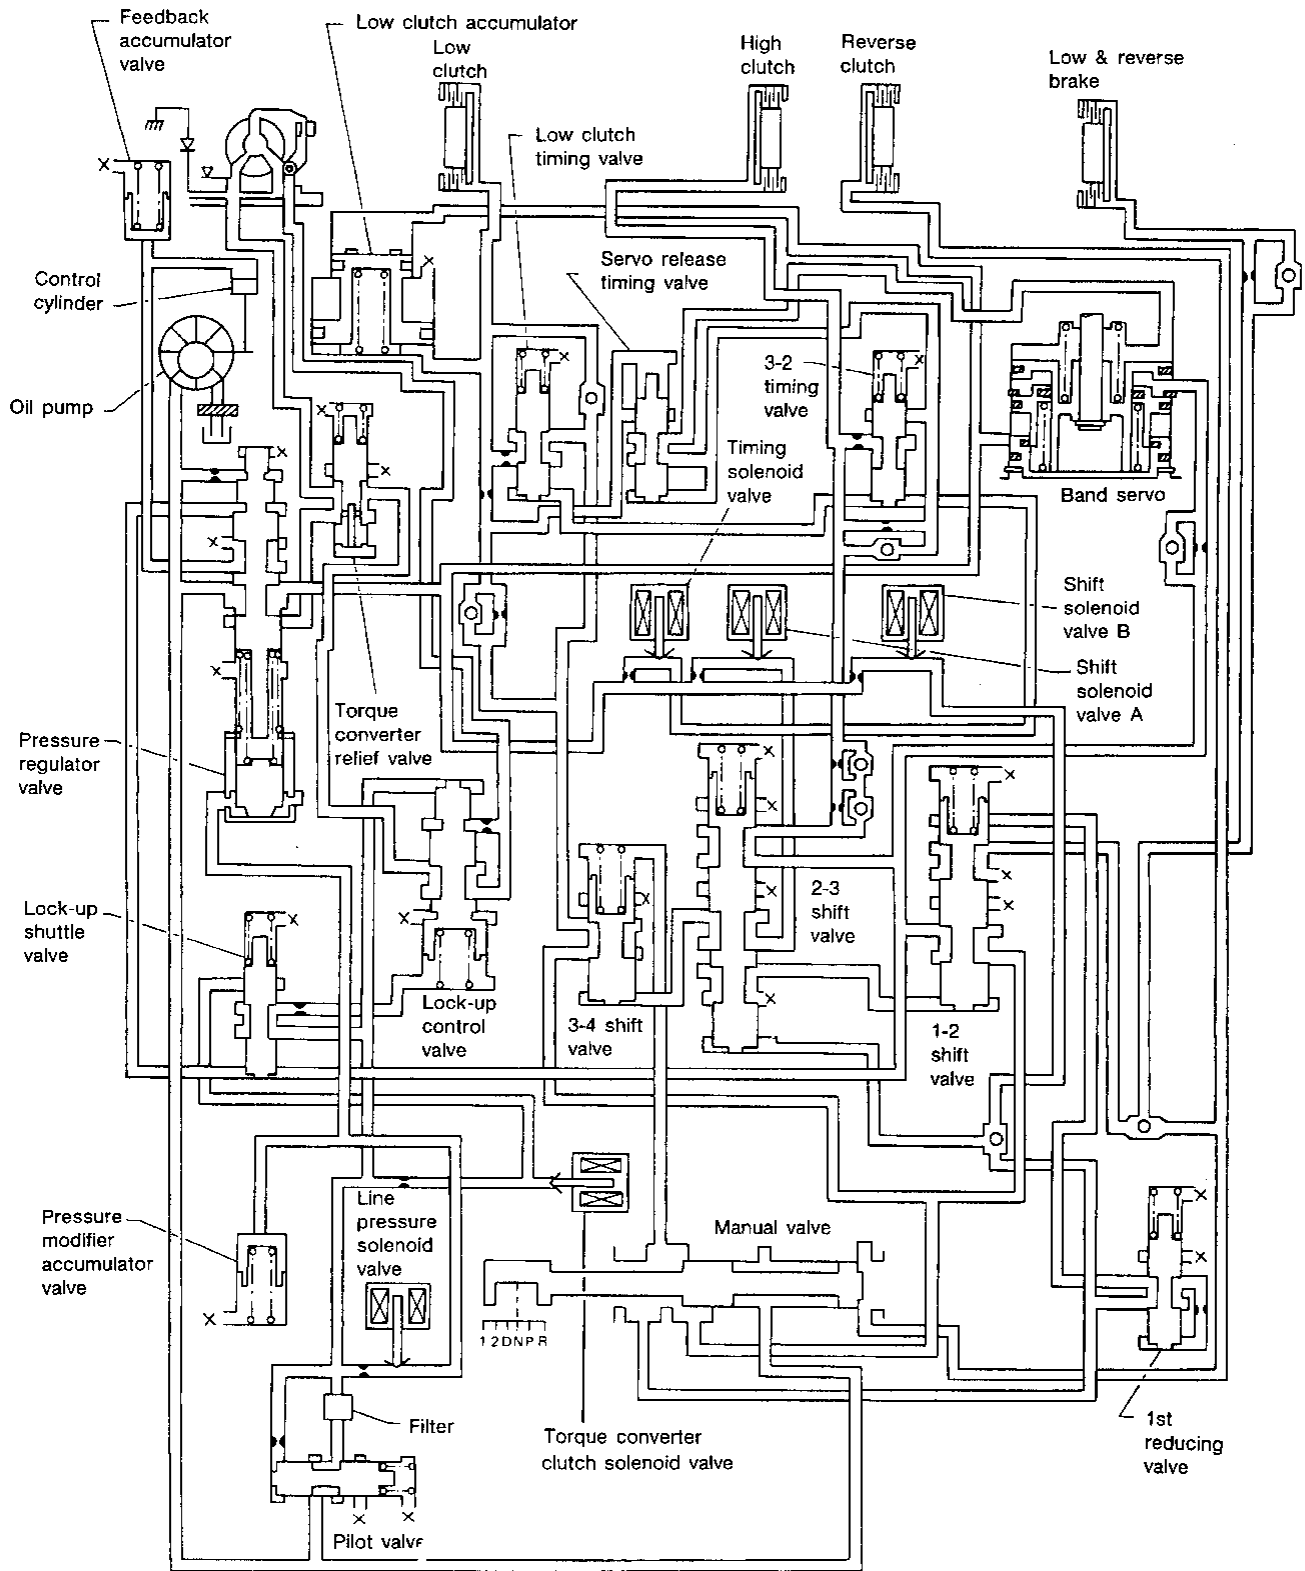 Feedback
accumulator
valve
Low clutch accumulator
Low
clutch
High
clutch
Reverse
clutch
Low & reverse
brake
Low clutch
timing valve
Servo release
timing valve
Control
cylinder
3-2
timing
valve
Oil pump
Timing
solenoid
valve
Band servo
Shift
solenoid
valve B
Shift
solenoid
valve A
Torque
converter
relief valve
Pressure
regulator
valve
2-3
shift
valve
Lock-up
shuttle
valve
Lock-up
control
valve
3-4 shift
valve
1-2
shift
valve
Line
pressure
solenoid
valve
Manual valve
Pressure
modifier
accumulator
valve
1 2 D N P R
Filter
Torque converter
clutch solenoid valve
1st
reducing
valve
Pilot valve